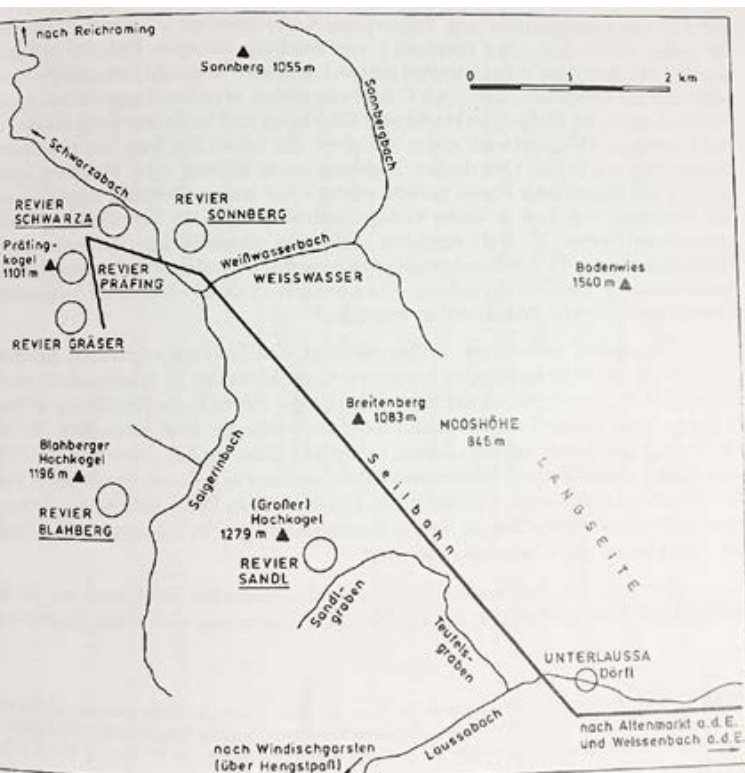 nach Reichraming
Sonnberg 1055m
0 1 2 km
Sonnbergbach
Schwarzabach
REVIER
SCHWARZA
REVIER
SONNBERG
Präfing-
kogel
1101 m
REVIER
PRÄFING
Weißwasserbach
WEISSWASSER
Bodenwies
1540 m
REVIER GRÄSER
Breitenberg
1083 m
MOOSHÖHE
846 m
Blahberger
Hochkogel
1196 m
Saigerinbach
Seilbahn
LANGSEITE
REVIER
BLAHBERG
(Großer)
Hochkogel
1279 m
REVIER
SANDL
Sandl-
graben
Teufels-
graben
UNTERLAUSSA
Dörfl
Laussabach
nach Altenmarkt a.d.E.
und Weissenbach a.d.E.
nach Windischgarsten
(über Hengstpaß)